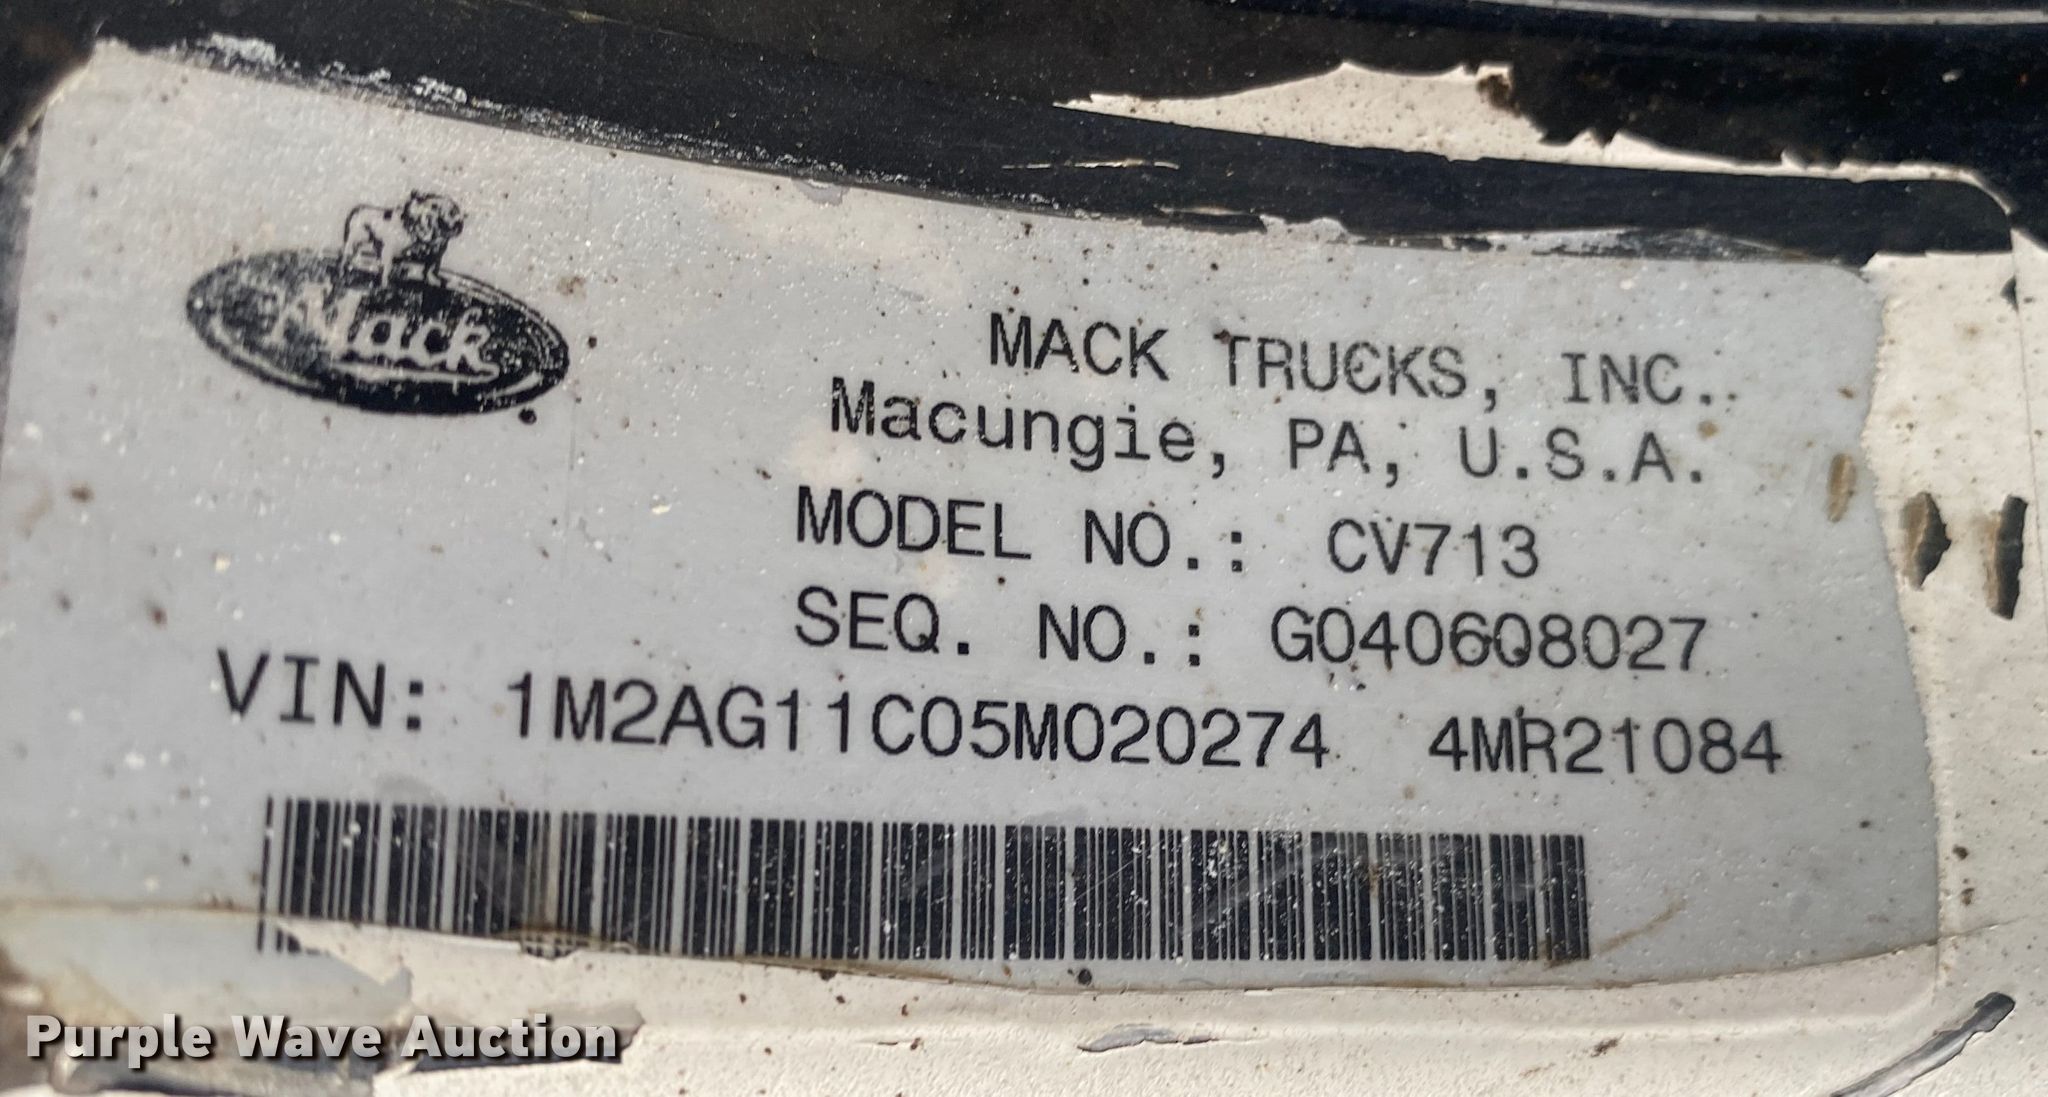 Mack
MACK TRUCKS, INC.
Macungie, PA, U.S.A.
MODEL NO.: CV713
SEQ. NO.: G040608027
VIN: 1M2AG11C05M020274 4MR21084
Purple Wave Auction